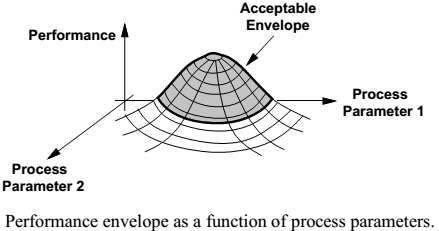 Acceptable
Envelope
Performance
Process
Parameter 1
Process
Parameter 2
Performance envelope as a function of process parameters.